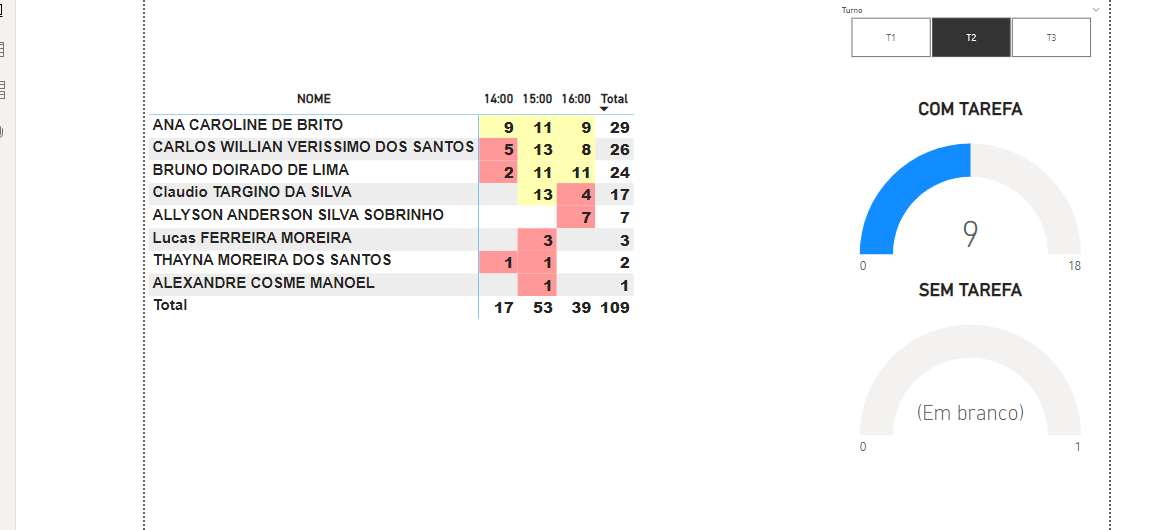 Turno
T1 T2 T3
NOME 14:00 15:00 16:00 Total
ANA CAROLINE DE BRITO 9 11 9 29
CARLOS WILLIAN VERISSIMO DOS SANTOS 5 13 8 26
BRUNO DOIRADO DE LIMA 2 11 11 24
Claudio TARGINO DA SILVA 13 4 17
ALLYSON ANDERSON SILVA SOBRINHO 7 7
Lucas FERREIRA MOREIRA 3 3
THAYNA MOREIRA DOS SANTOS 1 1 2
ALEXANDRE COSME MANOEL 1 1
Total 17 53 39 109
COM TAREFA
9
0 18
SEM TAREFA
(Em branco)
0 1